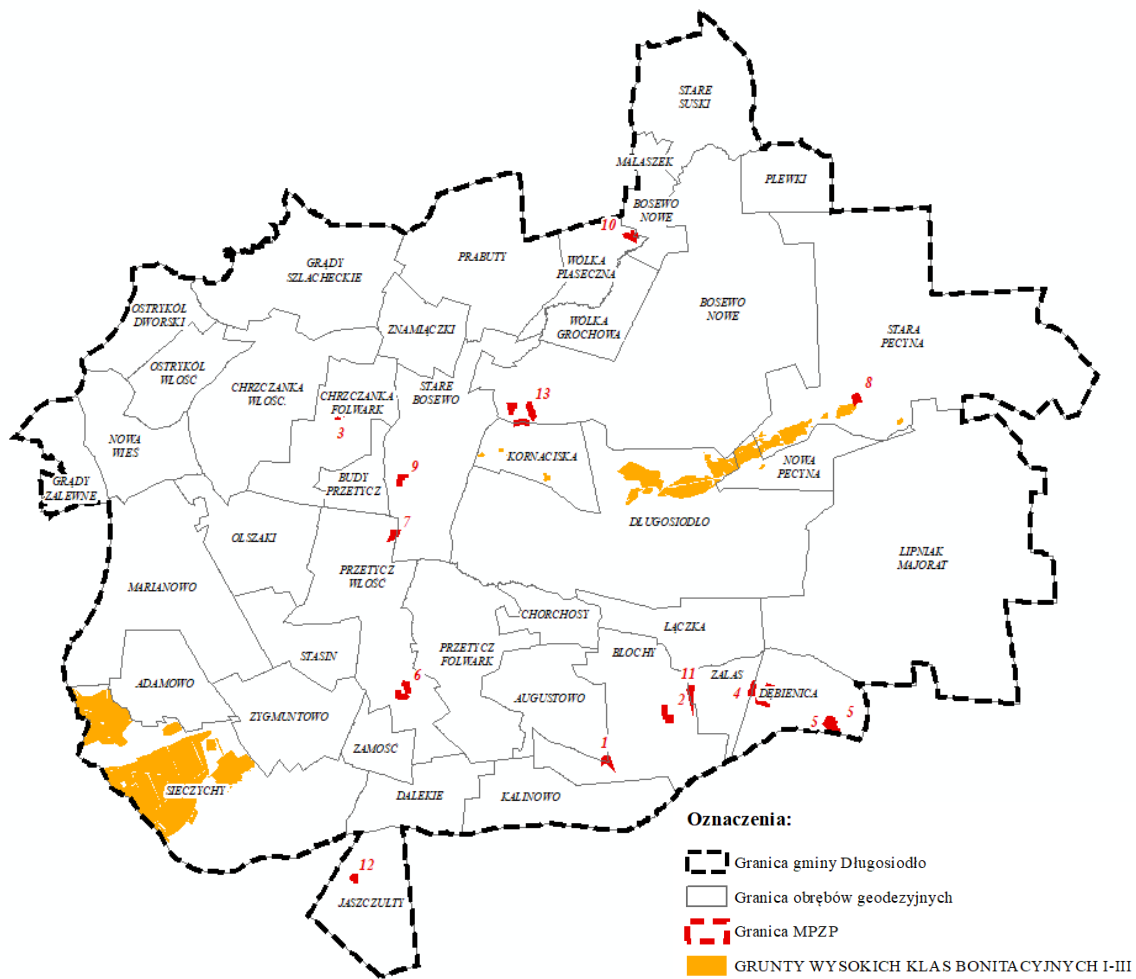 STARE
SUSKI
MALASZEK
PLEWKI
BOSEWO
NOWE
10
PRABUTY
WÓLKA
PIASECZNA
GRĄDY
SZLACHECKIE
OSTRYKÓŁ
DWORSKI
ZNAMIĄCZKI
WÓLKA
GROCHOWA
BOSEWO
NOWE
STARA
PECYNA
OSTRYKÓŁ
WŁOŚĆ
CHRZCZANKA
WŁOŚĆ.
CHRZCZANKA
FOLWARK
STARE
BOSEWO
13
8
3
NOWA
WIEŚ
KORNACISKA
9
BUDY
PRZETYCZ
NOWA
PECYNA
GRĄDY
ZALEWNE
7
DŁUGOSIODŁO
OLSZAKI
LIPNIAK
MAJORAT
PRZETYCZ
WŁOŚĆ
MARIANOWO
CHORCHOSY
ŁĄCZKA
STASIN
PRZETYCZ
FOLWARK
BLOCHY
6
11
ZALAS
ADAMOWO
AUGUSTOWO
2
4
DĘBIENICA
ZYGMUNTOWO
5
5
ZAMOŚĆ
1
SIECZYCHY
DALEKIE
KALINOWO
12
JASZCZUŁTY
Oznaczenia:
Granica gminy Długosiodło
Granica obrębów geodezyjnych
Granica MPZP
GRUNTY WYSOKICH KLAS BONITACYJNYCH I-III